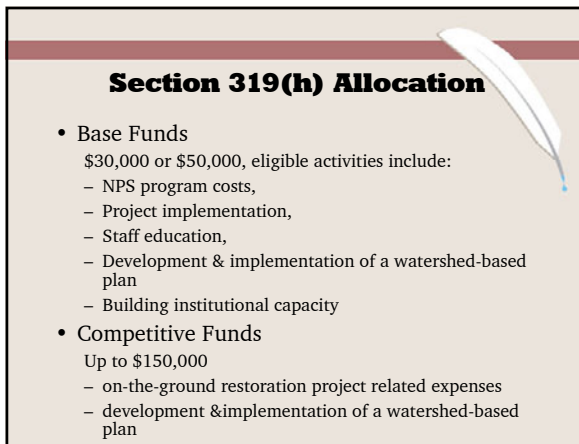 Section 319(h) Allocation
• Base Funds
$30,000 or $50,000, eligible activities include:
– NPS program costs,
– Project implementation,
– Staff education,
– Development & implementation of a watershed-based
plan
– Building institutional capacity
• Competitive Funds
Up to $150,000
– on-the-ground restoration project related expenses
– development &implementation of a watershed-based
plan